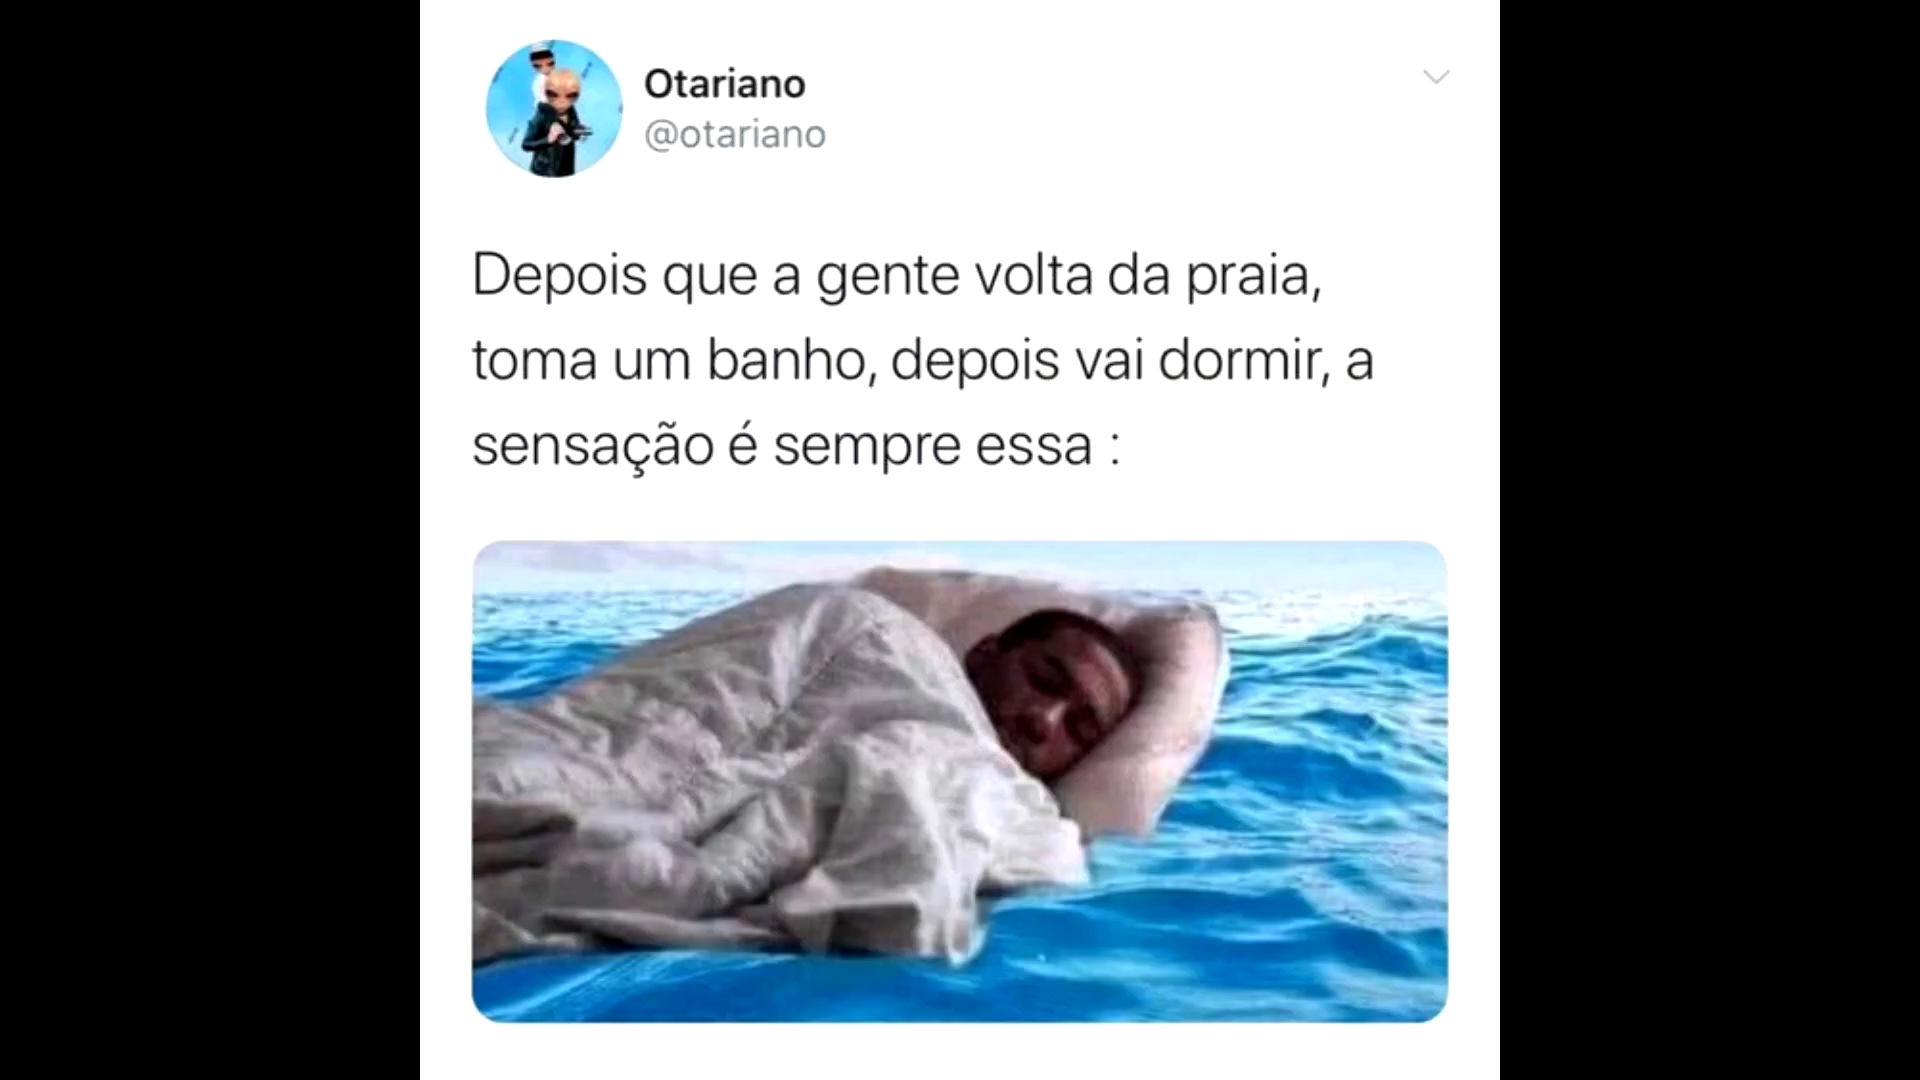 Otariano
@otariano
Depois que a gente volta da praia,
toma um banho, depois vai dormir, a
sensação é sempre essa :